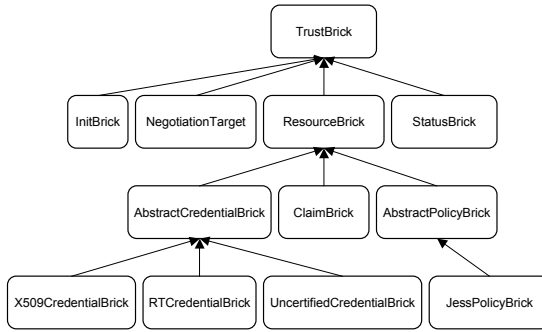 TrustBrick
InitBrick
NegotiationTarget
ResourceBrick
StatusBrick
AbstractCredentialBrick
ClaimBrick
AbstractPolicyBrick
X509CredentialBrick
RTCredentialBrick
UncertifiedCredentialBrick
JessPolicyBrick